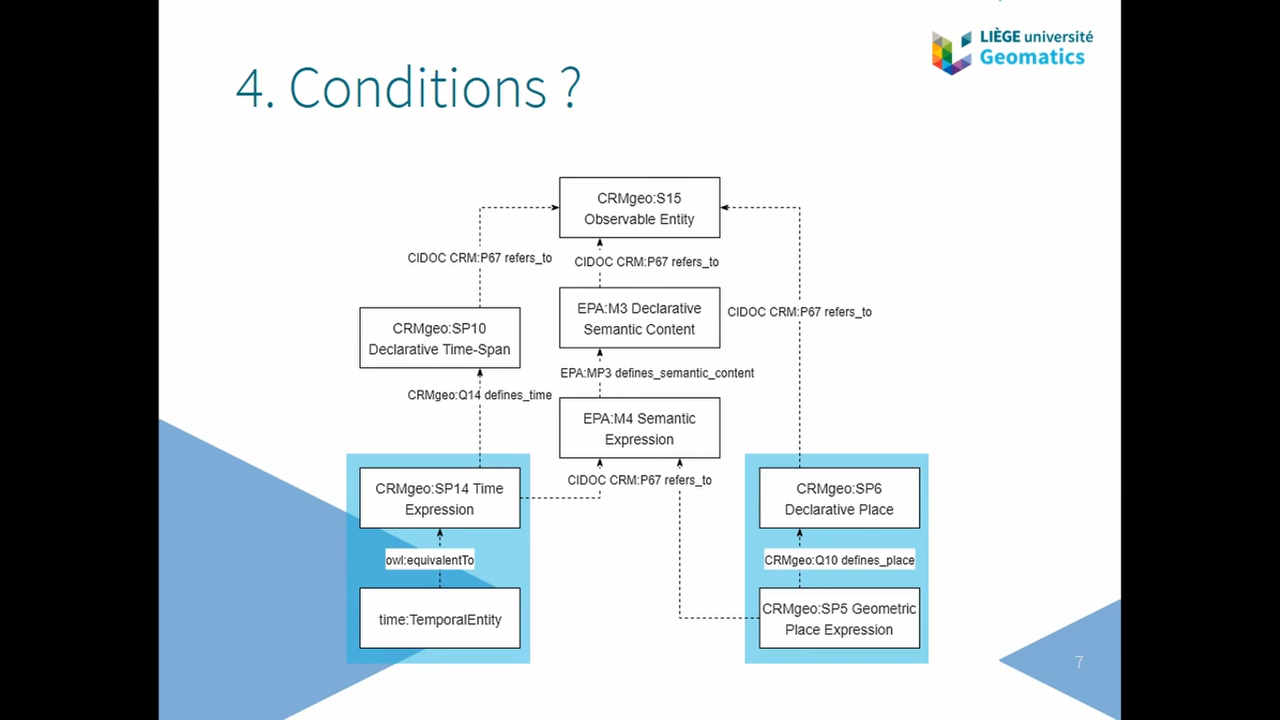 LIÈGE université
Geomatics
4. Conditions ?
CRMgeo:S15
Observable Entity
CIDOC CRM:P67 refers_to
CIDOC CRM:P67 refers_to
EPA:M3 Declarative
Semantic Content
CIDOC CRM:P67 refers_to
CRMgeo:SP10
Declarative Time-Span
EPA:MP3 defines_semantic_content
CRMgeo:Q14 defines_time
EPA:M4 Semantic
Expression
CIDOC CRM:P67 refers_to
CRMgeo:SP14 Time
Expression
CRMgeo:SP6
Declarative Place
owl:equivalentTo
CRMgeo:Q10 defines_place
time:TemporalEntity
CRMgeo:SP5 Geometric
Place Expression
7